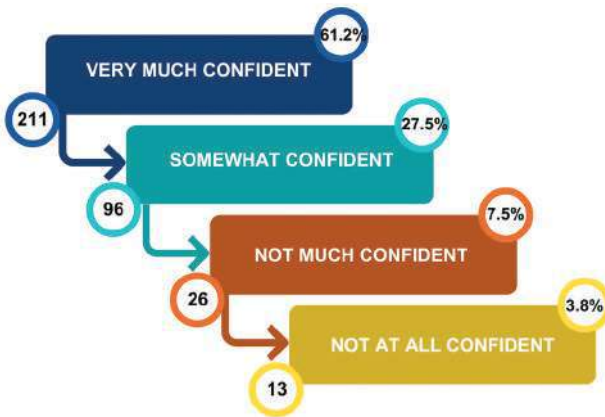 61.2%
VERY MUCH CONFIDENT
211
27.5%
SOMEWHAT CONFIDENT
96
7.5%
NOT MUCH CONFIDENT
26
3.8%
NOT AT ALL CONFIDENT
13